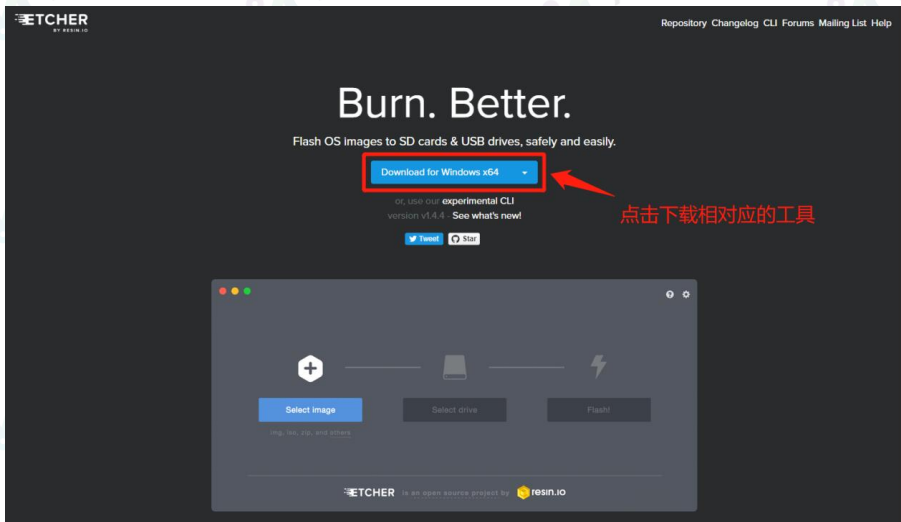 ETCHER
BY RESIN.IO
Repository Changelog CLI Forums Mailing List Help
Burn. Better.
Flash OS images to SD cards & USB drives, safely and easily.
Download for Windows x64
or, use our experimental CLI
version v1.4.4 - See what's new!
点击下载相对应的工具
Tweet Star
Select image Select drive Flash!
img, iso, zip, and others
ETCHER is an open source project by resin.io